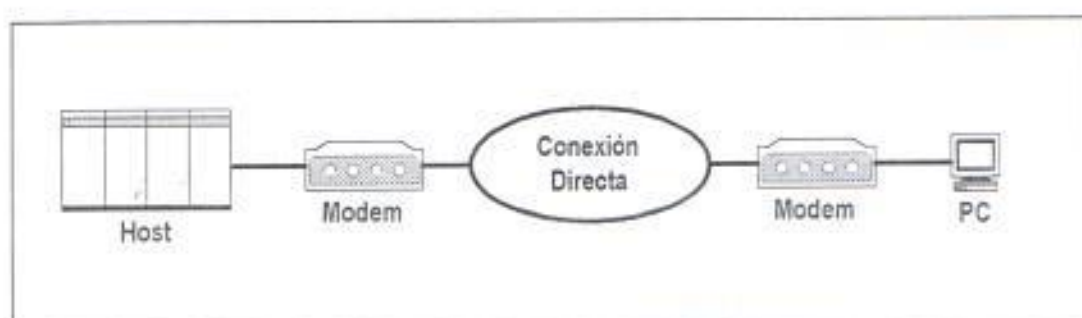 Conexión
Directa
Host
Modem
Modem
PC